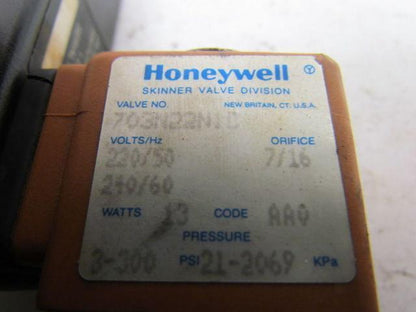 Honeywell
SKINNER VALVE DIVISION
VALVE NO. NEW BRITAIN, CT. U.S.A.
VOLTS/Hz ORIFICE
220/50 7/16
240/60
WATTS 13 CODE AAV
PRESSURE
3-300 PSI 21-2069 KPa